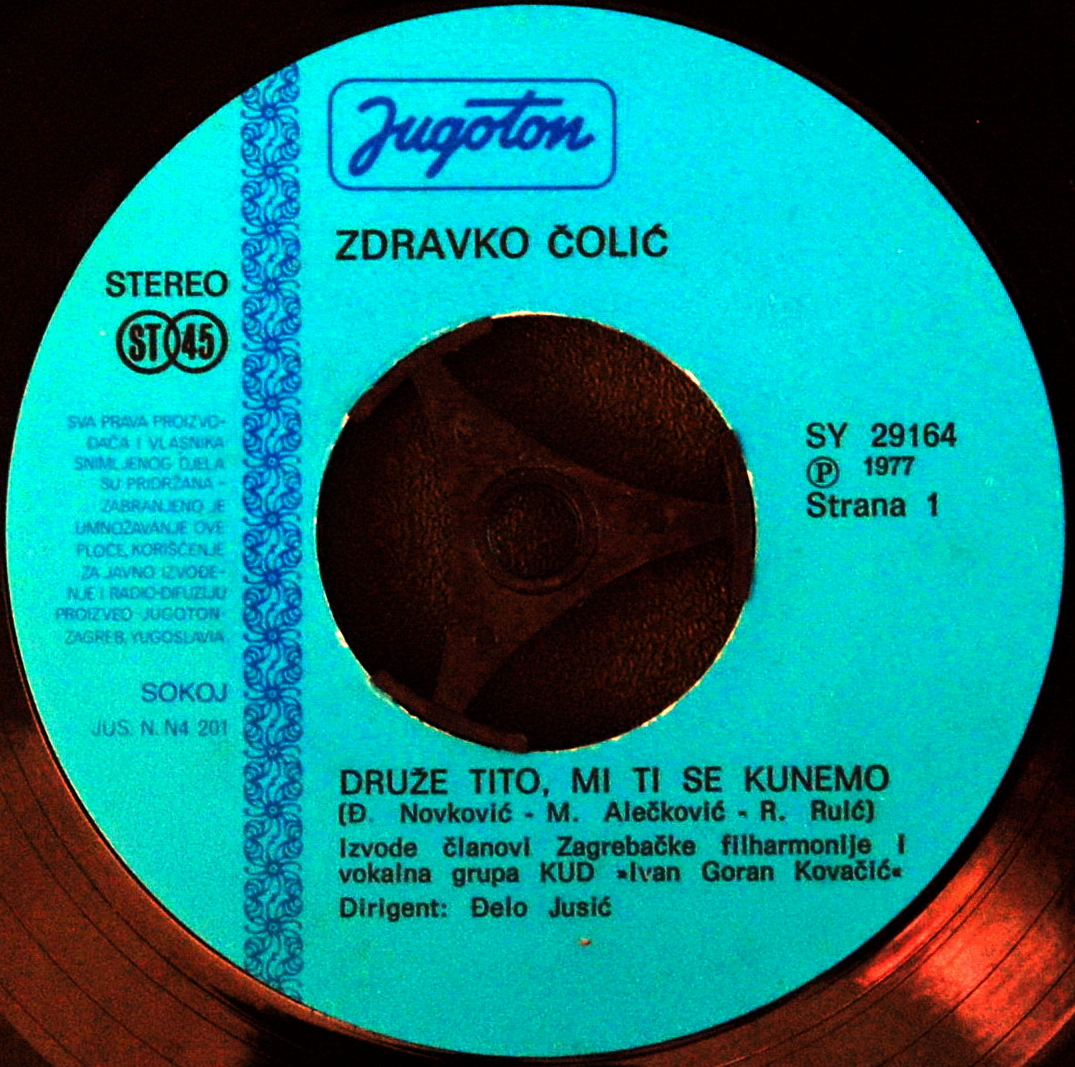 Jugoton
ZDRAVKO ČOLIĆ
STEREO
ST 45
SVA PRAVA PROIZVO-
ĐAČA I VLASNIKA
SNIMLJENOG DJELA
SU PRIDRŽANA -
ZABRANJENO JE
UMNOŽAVANJE OVE
PLOČE, KORIŠĆENJE
ZA JAVNO IZVOĐE-
NJE I RADIO-DIFUZIJU
PROIZVEO JUGOTON-
ZAGREB, YUGOSLAVIA
SOKOJ
JUS. N. N4 201
SY 29164
Ⓟ 1977
Strana 1
DRUŽE TITO, MI TI SE KUNEMO
(Đ. Novković - M. Alečković - R. Ruić)
Izvode članovi Zagrebačke filharmonije i
vokalna grupa KUD »Ivan Goran Kovačić«
Dirigent: Đelo Jusić